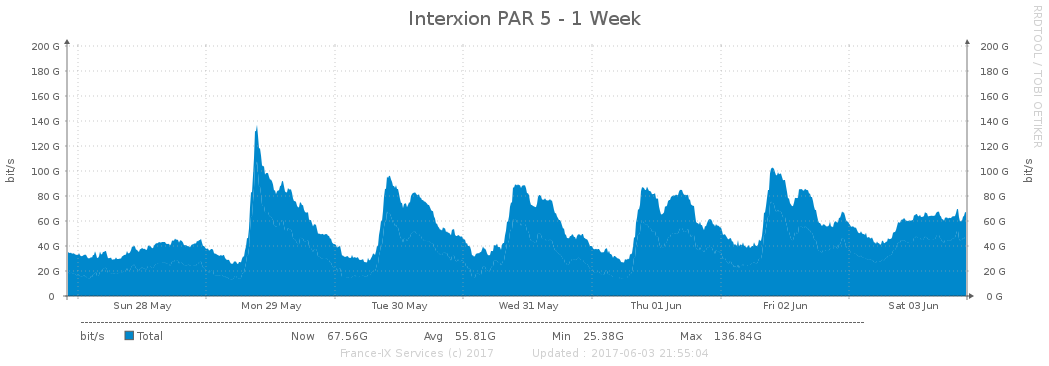 Interxion PAR 5 - 1 Week
RRDTOOL / TOBI OETIKER
bit/s
bit/s
200 G 200 G
180 G 180 G
160 G 160 G
140 G 140 G
120 G 120 G
100 G 100 G
80 G 80 G
60 G 60 G
40 G 40 G
20 G 20 G
0 0 G
Sun 28 May Mon 29 May Tue 30 May Wed 31 May Thu 01 Jun Fri 02 Jun Sat 03 Jun
bit/s Total Now 67.56G Avg 55.81G Min 25.38G Max 136.84G
France-IX Services (c) 2017 Updated : 2017-06-03 21:55:04